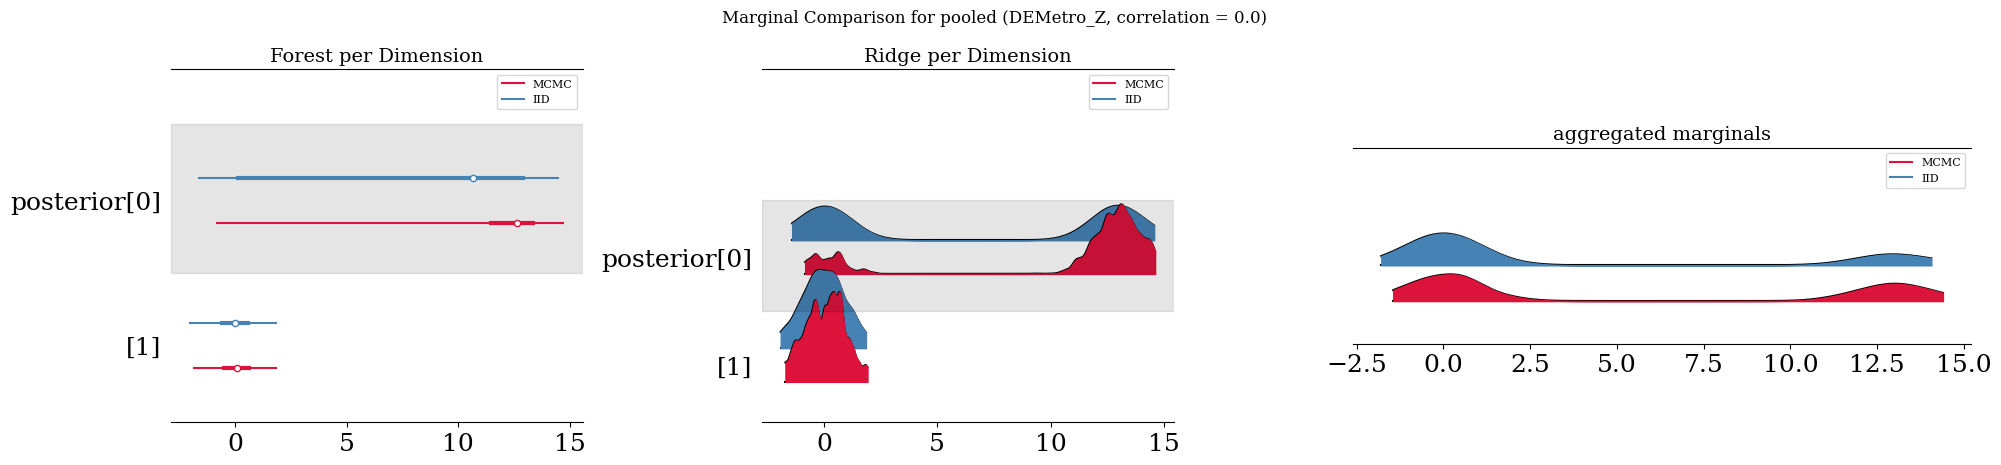 Marginal Comparison for pooled (DEMetro_Z, correlation = 0.0)
Forest per Dimension
MCMC
IID
posterior[0]
[1]
0 5 10 15
Ridge per Dimension
MCMC
IID
posterior[0]
[1]
0 5 10 15
aggregated marginals
MCMC
IID
−2.5 0.0 2.5 5.0 7.5 10.0 12.5 15.0